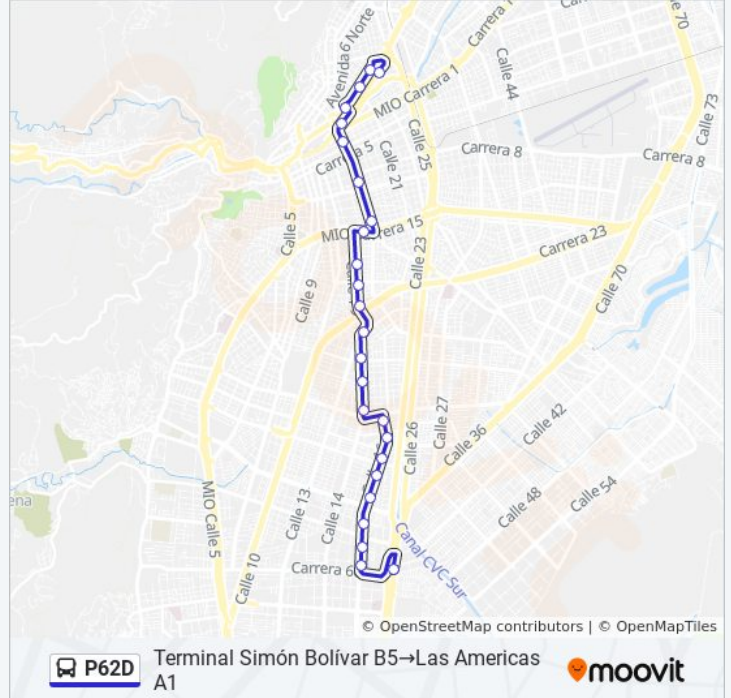 Avenida6 Norte
Carrera 1
Calle 70
MIO Carrera 1
Calle 44
Calle 73
Calle 25
Carrera 5
Calle 21
Carrera 8
Carrera 8
Calle 5
MIO Carrera 15
Calle 23
Carrera 23
Calle 70
Calle 9
Calle 27
Calle 42
Calle 26
Calle 36
Calle 13
Calle 14
Calle 48
Calle 54
MIO Calle 5
Calle 10
Carrera 6
Canal CVC Sur
© OpenStreetMap contributors | © OpenMapTiles
P62D
Terminal Simón Bolívar B5→Las Americas
A1
moovit